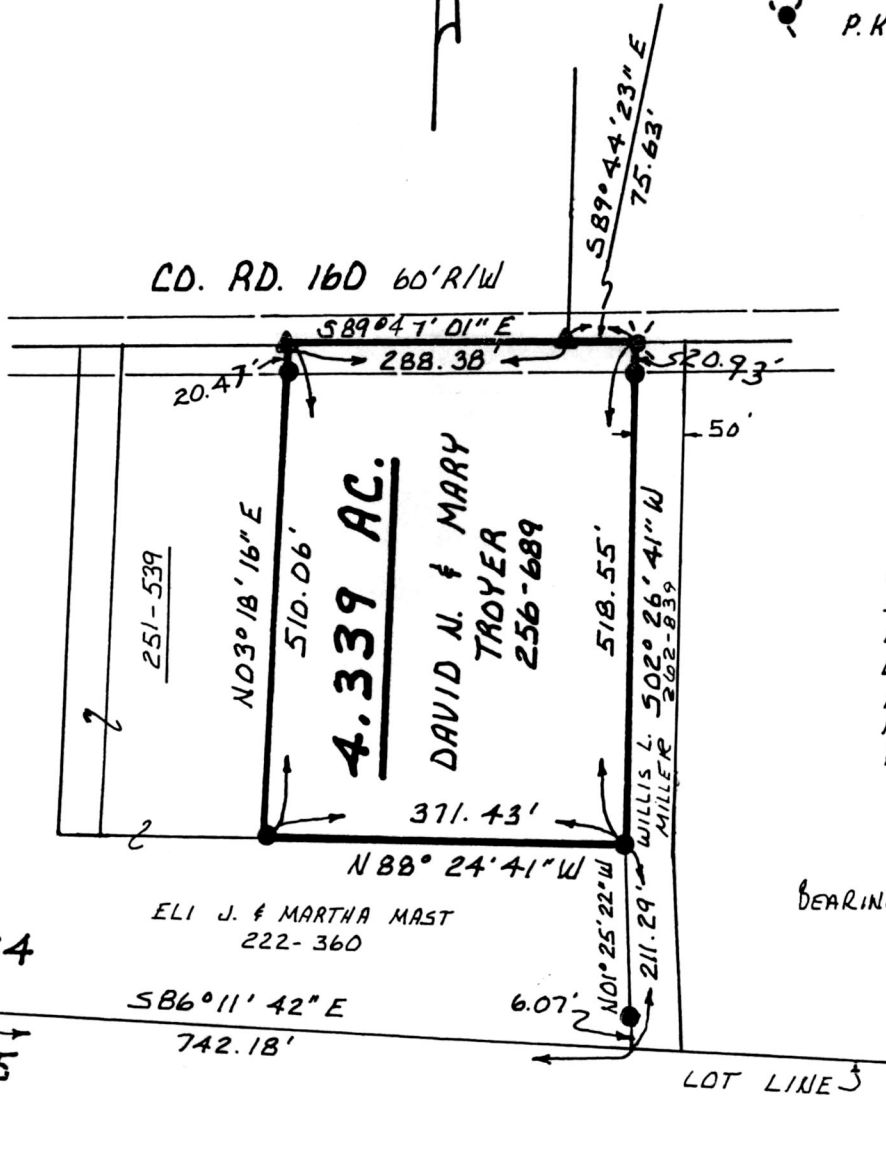 P.K
S89°44'23" E
75.63'
CO. RD. 160 60' R/W
S89°47'01" E
288.38'
20.47'
20.93'
50'
251-539
N03°18'16" E
510.06'
4.339 AC.
DAVID N. & MARY
TROYER
256-689
518.55'
S02°26'41" W
WILLIS L.
MILLER
262-839
371.43'
N88°24'41" W
ELI J. & MARTHA MAST
222-360
N01°25'22" W
211.29'
BEARIN
4
S86°11'42" E
742.18'
6.07'
LOT LINE